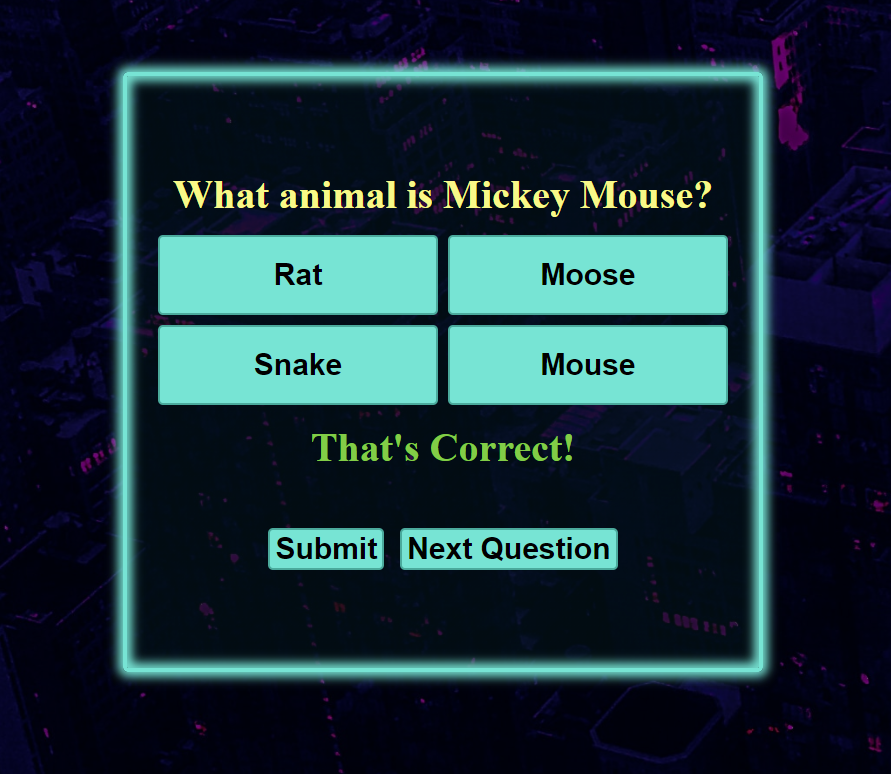 What animal is Mickey Mouse?
Rat
Moose
Snake
Mouse
That's Correct!
Submit
Next Question